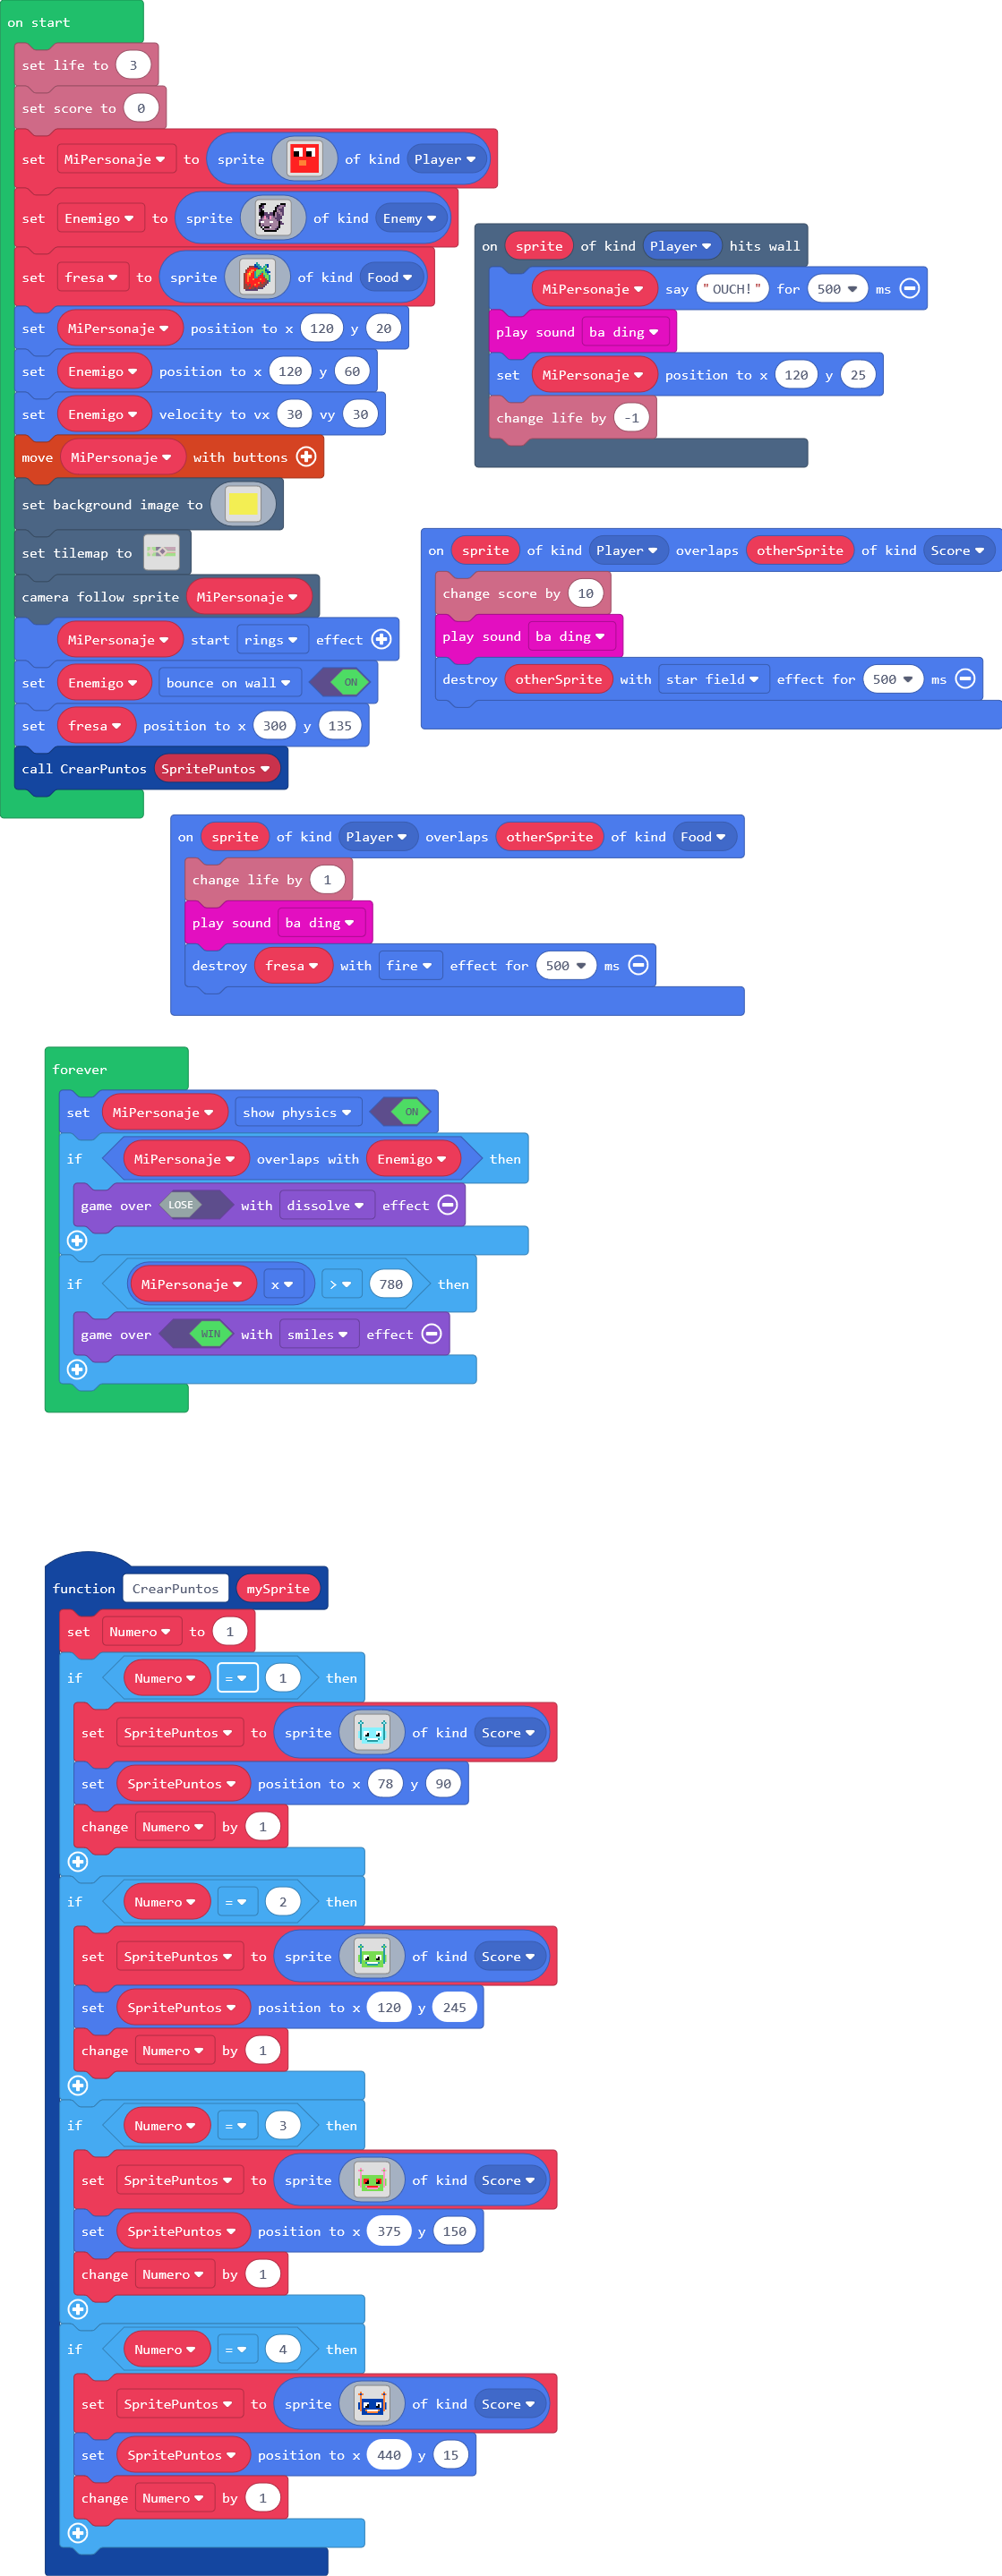 on start
set life to 3
set score to 0
set MiPersonaje to sprite of kind Player
set Enemigo to sprite of kind Enemy
set fresa to sprite of kind Food
set MiPersonaje position to x 120 y 20
set Enemigo position to x 120 y 60
set Enemigo velocity to vx 30 vy 30
move MiPersonaje with buttons
set background image to
set tilemap to
camera follow sprite MiPersonaje
MiPersonaje start rings effect
set Enemigo bounce on wall ON
set fresa position to x 300 y 135
call CrearPuntos SpritePuntos
on sprite of kind Player hits wall
MiPersonaje say "OUCH!" for 500 ms
play sound ba ding
set MiPersonaje position to x 120 y 25
change life by -1
on sprite of kind Player overlaps otherSprite of kind Score
change score by 10
play sound ba ding
destroy otherSprite with star field effect for 500 ms
on sprite of kind Player overlaps otherSprite of kind Food
change life by 1
play sound ba ding
destroy fresa with fire effect for 500 ms
forever
set MiPersonaje show physics ON
if MiPersonaje overlaps with Enemigo then
game over LOSE with dissolve effect
if MiPersonaje x > 780 then
game over WIN with smiles effect
function CrearPuntos mySprite
set Numero to 1
if Numero = 1 then
set SpritePuntos to sprite of kind Score
set SpritePuntos position to x 78 y 90
change Numero by 1
if Numero = 2 then
set SpritePuntos to sprite of kind Score
set SpritePuntos position to x 120 y 245
change Numero by 1
if Numero = 3 then
set SpritePuntos to sprite of kind Score
set SpritePuntos position to x 375 y 150
change Numero by 1
if Numero = 4 then
set SpritePuntos to sprite of kind Score
set SpritePuntos position to x 440 y 15
change Numero by 1